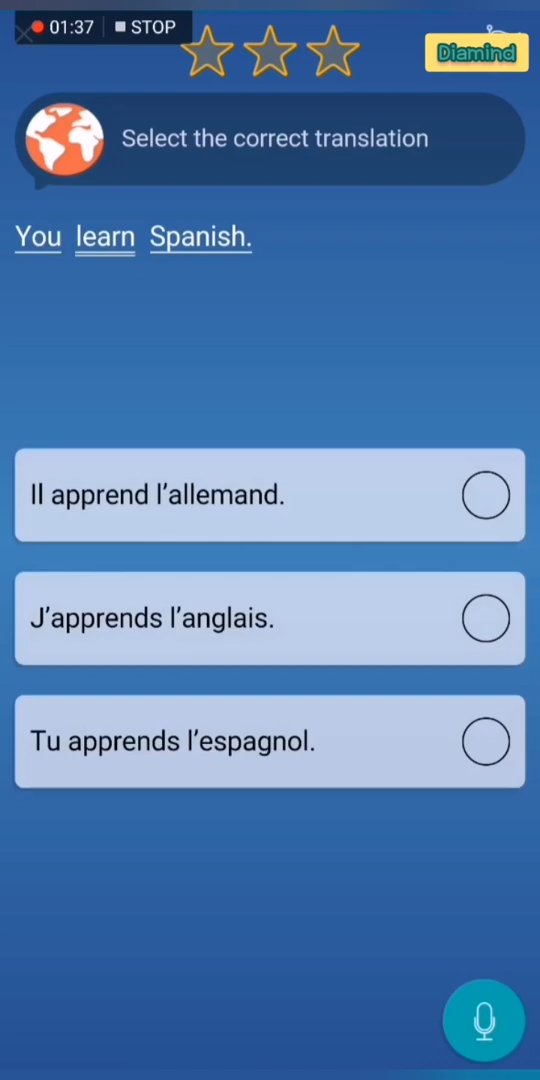 01:37 STOP
Diamind
Select the correct translation
You learn Spanish.
Il apprend l’allemand.
J’apprends l’anglais.
Tu apprends l’espagnol.